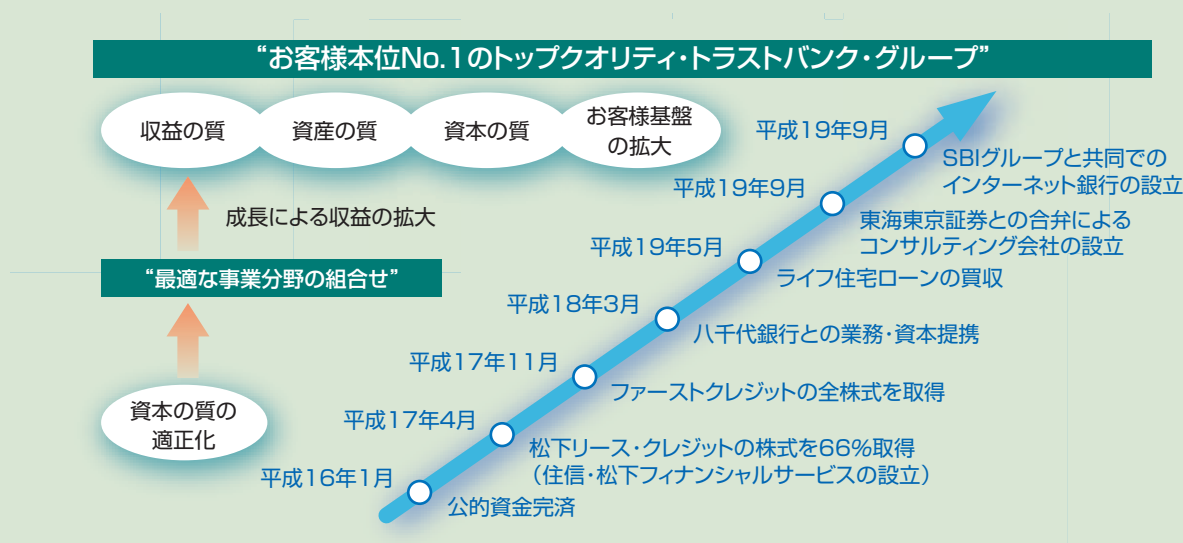 “お客様本位No.1のトップクオリティ・トラストバンク・グループ”
収益の質
資産の質
資本の質
お客様基盤
の拡大
成長による収益の拡大
“最適な事業分野の組合せ”
資本の質の
適正化
平成19年9月
SBIグループと共同での
インターネット銀行の設立
平成19年9月
東海東京証券との合弁による
コンサルティング会社の設立
平成19年5月
ライフ住宅ローンの買収
平成18年3月
八千代銀行との業務・資本提携
平成17年11月
ファーストクレジットの全株式を取得
平成17年4月
松下リース・クレジットの株式を66%取得
（住信・松下フィナンシャルサービスの設立）
平成16年1月
公的資金完済